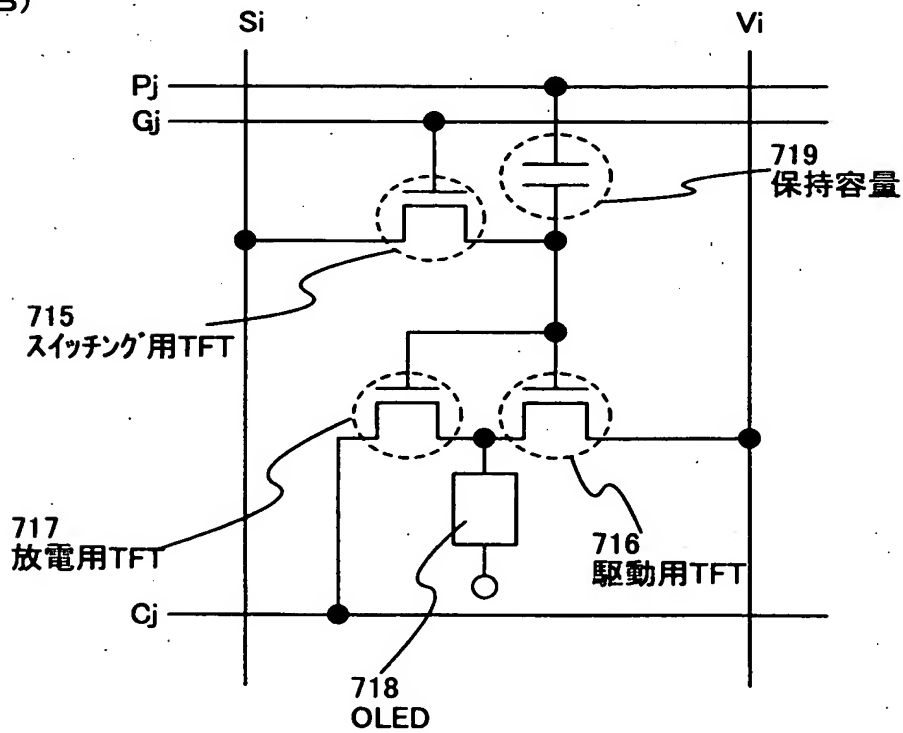 B)
Si
Vi
Pj
Gj
719
保持容量
715
スイッチング用TFT
717
放電用TFT
716
駆動用TFT
Cj
718
OLED